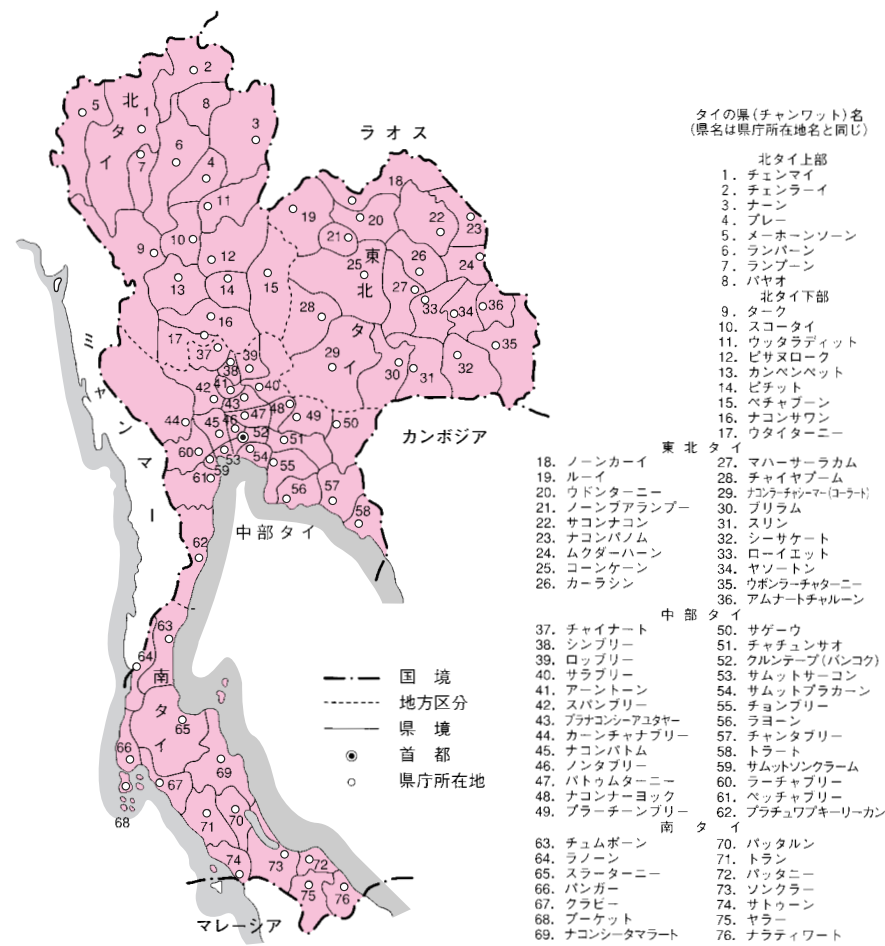 ラオス
カンボジア
ミャンマー
マレーシア
北タイ
東北タイ
中部タイ
南タイ
1
2
3
4
5
6
7
8
9
10
11
12
13
14
15
16
17
18
19
20
21
22
23
24
25
26
27
28
29
30
31
32
33
34
35
36
37
38
39
40
41
42
43
44
45
46
47
48
49
50
51
52
53
54
55
56
57
58
59
60
61
62
63
64
65
66
67
68
69
70
71
72
73
74
75
76
国境
地方区分
県境
首都
県庁所在地
タイの県(チャンワット)名
(県名は県庁所在地名と同じ)
北タイ上部
1. チェンマイ
2. チェンラーイ
3. ナーン
4. プレー
5. メーホーンソーン
6. ランパーン
7. ランプーン
8. パヤオ
北タイ下部
9. ターク
10. スコータイ
11. ウッタラディット
12. ピサヌローク
13. カンペンペット
14. ピチット
15. ペチャブーン
16. ナコンサワン
17. ウタイターニー
東北タイ
18. ノーンカーイ
19. ルーイ
20. ウドンターニー
21. ノーンブアランプー
22. サコンナコン
23. ナコンパノム
24. ムクダーハーン
25. コーンケーン
26. カーラシン
27. マハーサーラカム
28. チャイヤプーム
29. ナコンラーチャシーマー(コーラート)
30. ブリラム
31. スリン
32. シーサケート
33. ローイエット
34. ヤソートン
35. ウボンラーチャターニー
36. アムナートチャルーン
中部タイ
37. チャイナート
38. シンブリー
39. ロッブリー
40. サラブリー
41. アーントーン
42. スパンブリー
43. プラナコンシーアユタヤー
44. カーンチャナブリー
45. ナコンパトム
46. ノンタブリー
47. パトゥムターニー
48. ナコンナーヨック
49. プラーチーンブリー
50. サゲーウ
51. チャチュンサオ
52. クルンテープ(バンコク)
53. サムットサーコン
54. サムットプラカーン
55. チョンブリー
56. ラヨーン
57. チャンタブリー
58. トラート
59. サムットソンクラーム
60. ラーチャブリー
61. ペッチャブリー
62. プラチュワプキーリーカン
南タイ
63. チュムポーン
64. ラノーン
65. スラーターニー
66. パンガー
67. クラビー
68. プーケット
69. ナコンシータマラート
70. パッタルン
71. トラン
72. パッタニー
73. ソンクラー
74. サトゥーン
75. ヤラー
76. ナラティワート